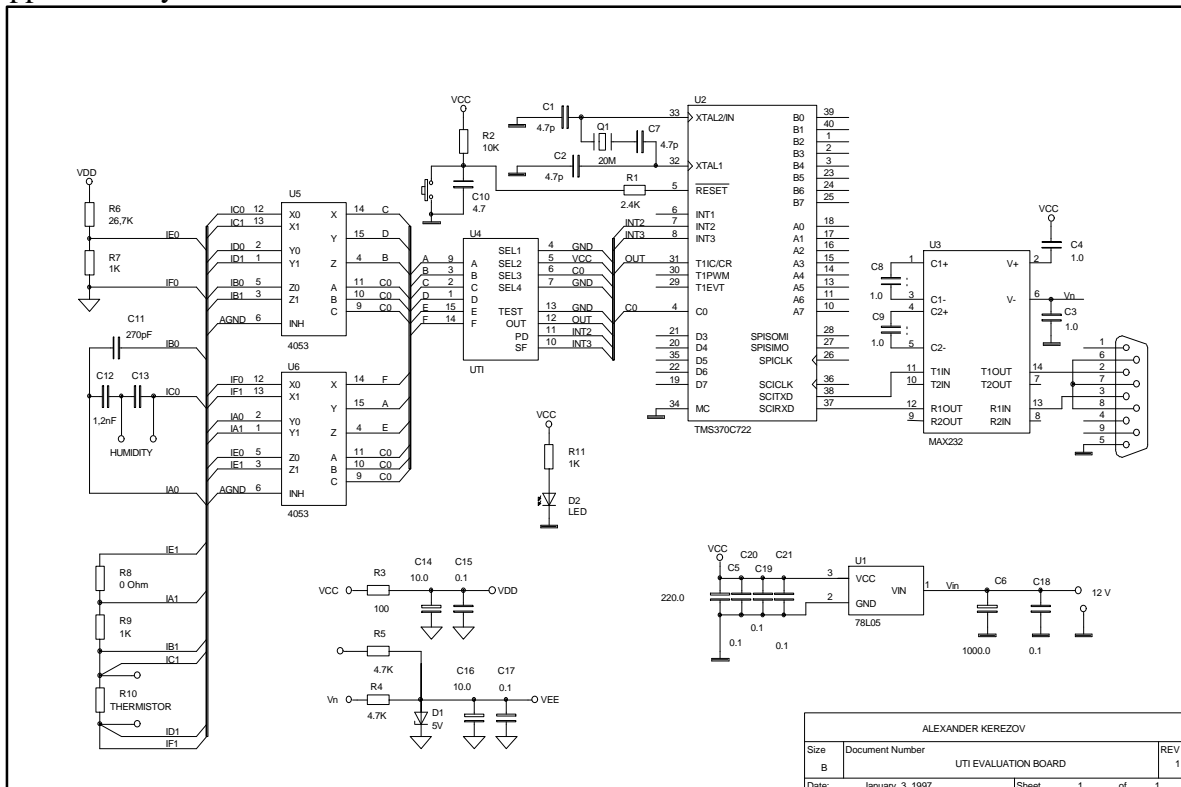 VDD
R6
26,7K
R7
1K
IE0
IF0
C11
270pF
IB0
C12
C13
1,2nF
IC0
HUMIDITY
IA0
IE1
R8
0 Ohm
IA1
R9
1K
IB1
IC1
R10
THERMISTOR
ID1
IF1
U5
IC0 12 X0 X 14 C
IC1 13 X1
Y 15 D
ID0 2 Y0
ID1 1 Y1 Z 4 B
IB0 5 Z0 A 11 C0
IB1 3 Z1 B 10 C0
C 9 C0
AGND 6 INH
4053
U6
IF0 12 X0 X 14 F
IF1 13 X1
Y 15 A
IA0 2 Y0
IA1 1 Y1 Z 4 E
IE0 5 Z0 A 11 C0
IE1 3 Z1 B 10 C0
C 9 C0
AGND 6 INH
4053
VCC
R2
10K
C10
4.7
C1
4.7p
Q1
20M
C7
4.7p
C2
4.7p
R1
2.4K
U4
A 9 A
B 3 B
C 2 C
D 1 D
E 15 E
F 14 F
SEL1 4 GND
SEL2 5 VCC
SEL3 6 C0
SEL4 7 GND
TEST 13 GND
OUT 12 OUT
PD 11 INT2
SF 10 INT3
UTI
INT2
INT3
OUT
C0
U2
33 XTAL2/IN
32 XTAL1
5 RESET
6 INT1
7 INT2
8 INT3
31 T1IC/CR
30 T1PWM
29 T1EVT
4 C0
21 D3
20 D4
35 D5
22 D6
19 D7
34 MC
B0 39
B1 40
B2 1
B3 2
B4 3
B5 23
B6 24
B7 25
A0 18
A1 17
A2 16
A3 15
A4 14
A5 13
A6 11
A7 10
SPISOMI 28
SPISIMO 27
SPICLK 26
SCICLK 36
SCITXD 38
SCIRXD 37
TMS370C722
U3
C8
1.0
C9
1.0
1 C1+
3 C1-
4 C2+
5 C2-
11 T1IN
10 T2IN
12 R1OUT
9 R2OUT
V+ 2
V- 6 Vn
T1OUT 14
T2OUT 7
R1IN 13
R2IN 8
MAX232
VCC
C4
1.0
C3
1.0
1
6
2
7
3
8
4
9
5
VCC
R11
1K
D2
LED
VCC R3 100
C14
10.0
C15
0.1
VDD
R5
4.7K
Vn R4
4.7K
D1
5V
C16
10.0
C17
0.1
VEE
VCC
220.0
C5
0.1
C20
C19
0.1
C21
0.1
U1
3 VCC
2 GND
VIN 1 Vin
78L05
C6
1000.0
C18
0.1
12 V
ALEXANDER KEREZOV
Size Document Number REV
B UTI EVALUATION BOARD 1
Date: January 3, 1997 Sheet 1 of 1